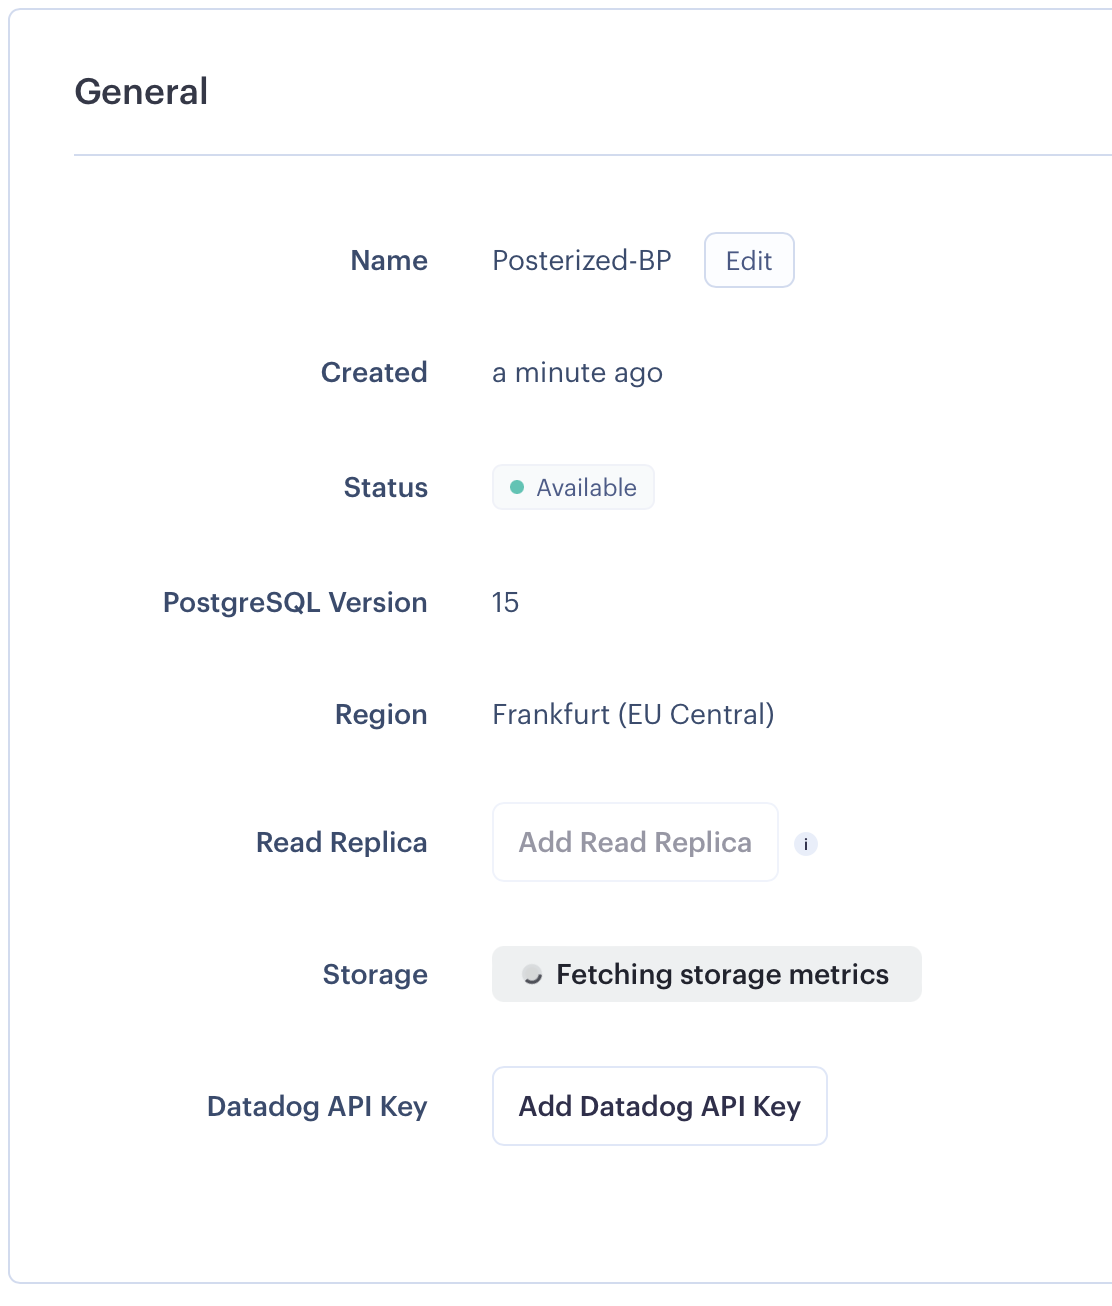 General
Name Posterized-BP Edit
Created a minute ago
Status Available
PostgreSQL Version 15
Region Frankfurt (EU Central)
Read Replica Add Read Replica i
Storage Fetching storage metrics
Datadog API Key Add Datadog API Key